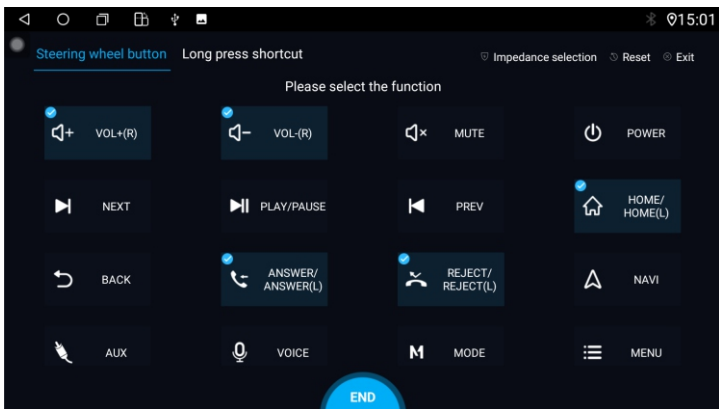 15:01
Steering wheel button Long press shortcut Impedance selection Reset Exit
Please select the function
VOL+(R) VOL-(R) MUTE POWER
NEXT PLAY/PAUSE PREV HOME/
HOME(L)
BACK ANSWER/
ANSWER(L) REJECT/
REJECT(L) NAVI
AUX VOICE M MODE MENU
END